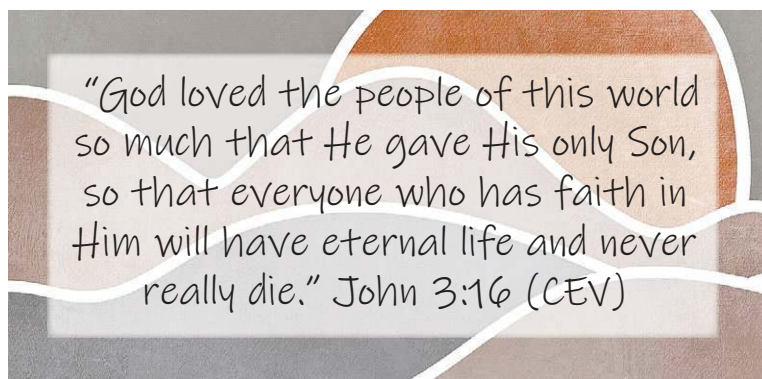 “God loved the people of this world
so much that He gave His only Son,
so that everyone who has faith in
Him will have eternal life and never
really die.” John 3:16 (CEV)